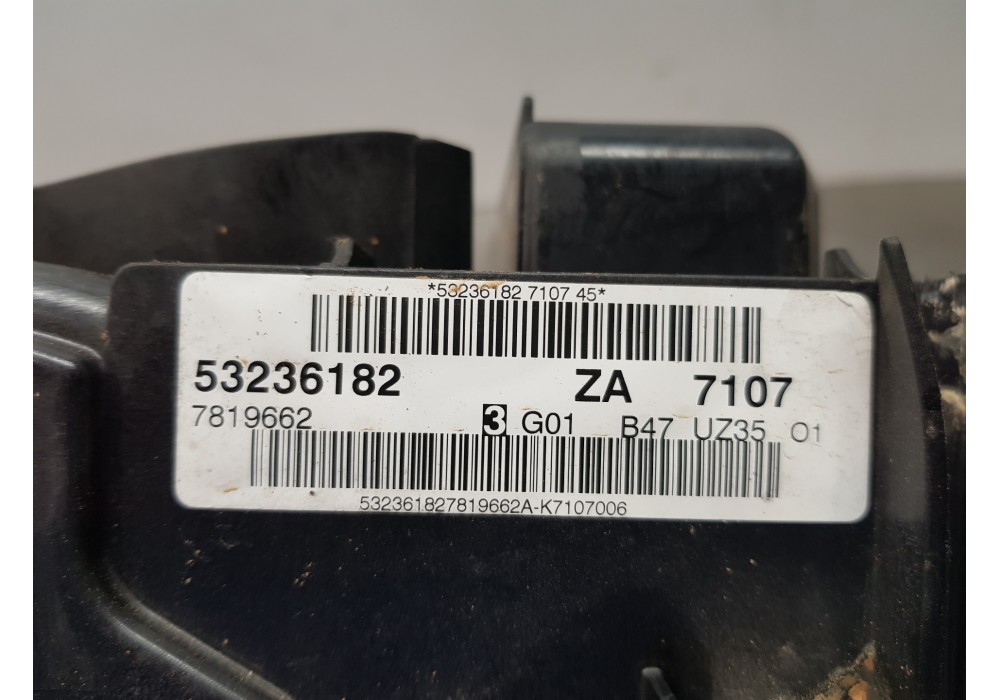 *53236182 7107 45*
53236182 ZA 7107
7819662 3 G01 B47 UZ35 O1
532361827819662A-K7107006